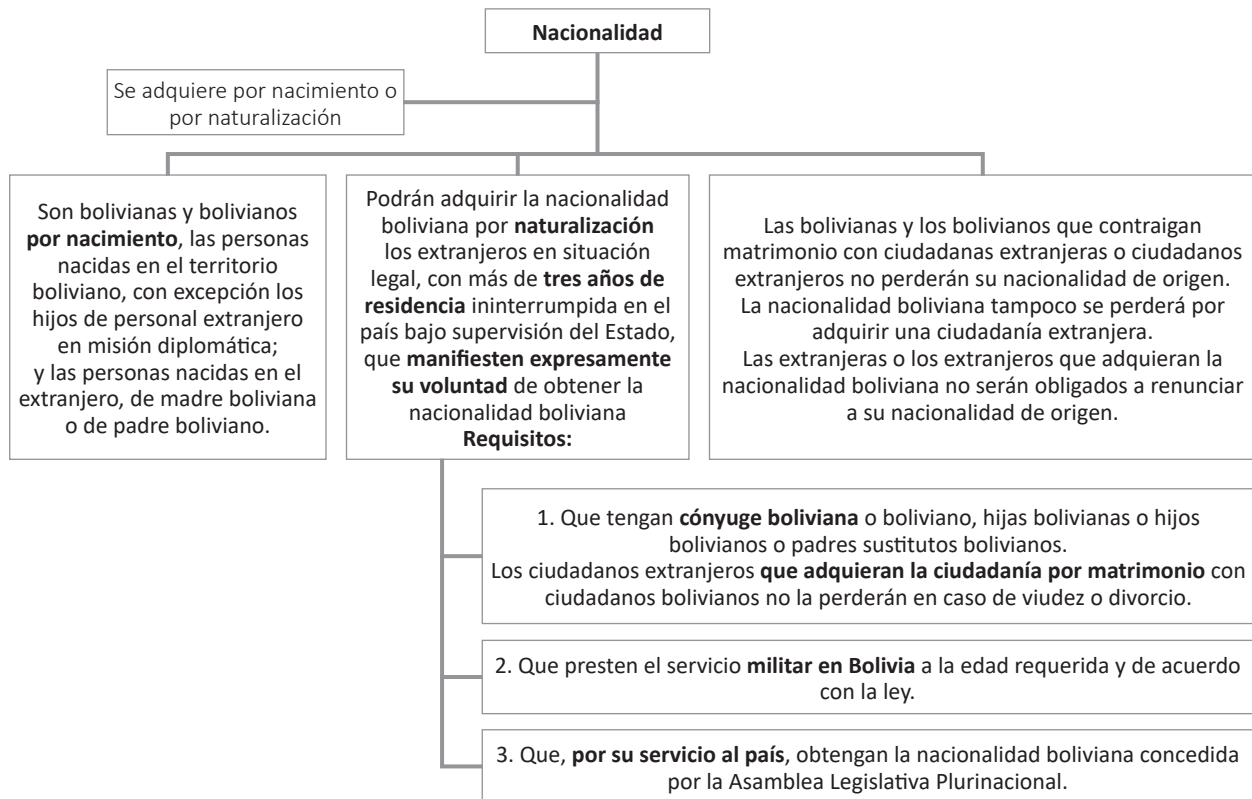 Nacionalidad
Se adquiere por nacimiento o
por naturalización
Son bolivianas y bolivianos
por nacimiento, las personas
nacidas en el territorio
boliviano, con excepción los
hijos de personal extranjero
en misión diplomática;
y las personas nacidas en el
extranjero, de madre boliviana
o de padre boliviano.
Podrán adquirir la nacionalidad
boliviana por naturalización
los extranjeros en situación
legal, con más de tres años de
residencia ininterrumpida en el
país bajo supervisión del Estado,
que manifiesten expresamente
su voluntad de obtener la
nacionalidad boliviana
Requisitos:
Las bolivianas y los bolivianos que contraigan
matrimonio con ciudadanas extranjeras o ciudadanos
extranjeros no perderán su nacionalidad de origen.
La nacionalidad boliviana tampoco se perderá por
adquirir una ciudadanía extranjera.
Las extranjeras o los extranjeros que adquieran la
nacionalidad boliviana no serán obligados a renunciar
a su nacionalidad de origen.
1. Que tengan cónyuge boliviana o boliviano, hijas bolivianas o hijos
bolivianos o padres sustitutos bolivianos.
Los ciudadanos extranjeros que adquieran la ciudadanía por matrimonio con
ciudadanos bolivianos no la perderán en caso de viudez o divorcio.
2. Que presten el servicio militar en Bolivia a la edad requerida y de acuerdo
con la ley.
3. Que, por su servicio al país, obtengan la nacionalidad boliviana concedida
por la Asamblea Legislativa Plurinacional.